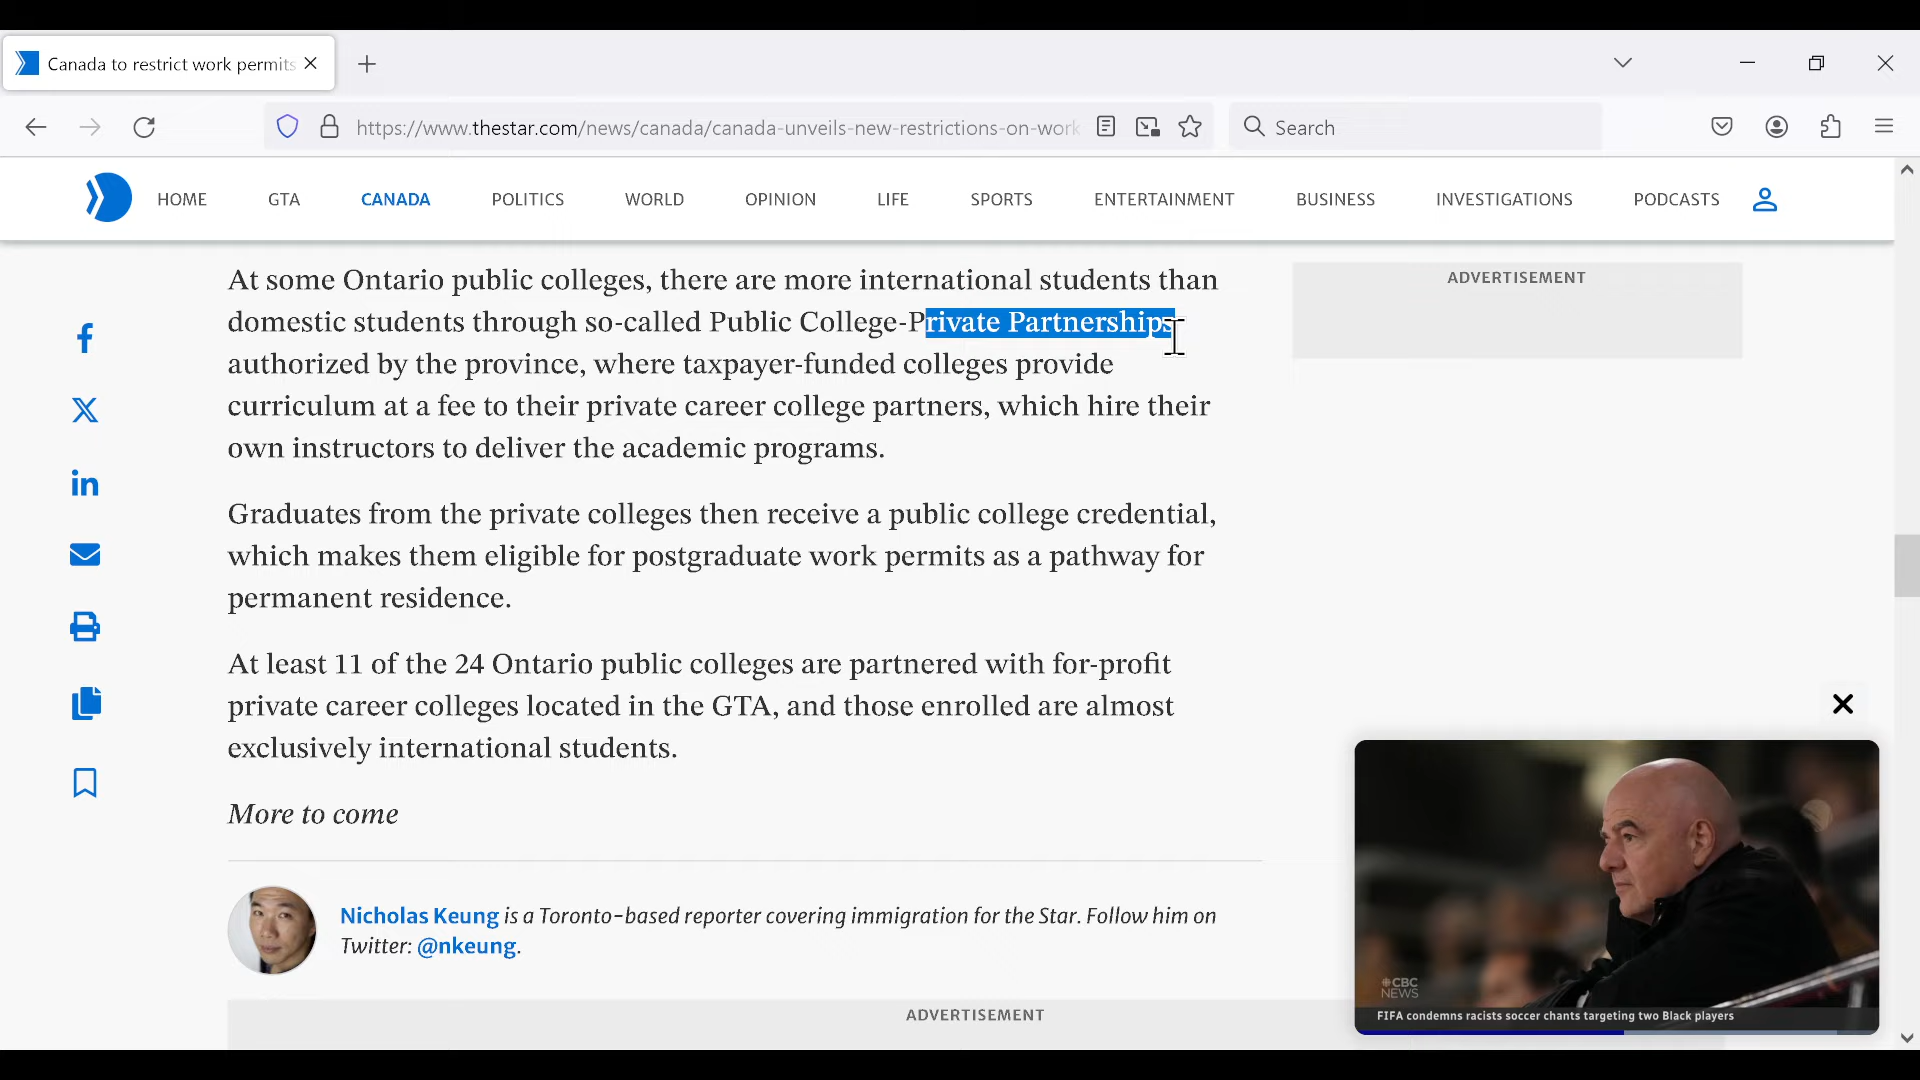 Canada to restrict work permits
https://www.thestar.com/news/canada/canada-unveils-new-restrictions-on-work
Search
HOME GTA CANADA POLITICS WORLD OPINION LIFE SPORTS ENTERTAINMENT BUSINESS INVESTIGATIONS PODCASTS
At some Ontario public colleges, there are more international students than
domestic students through so-called Public College-Private Partnerships
authorized by the province, where taxpayer-funded colleges provide
curriculum at a fee to their private career college partners, which hire their
own instructors to deliver the academic programs.
Graduates from the private colleges then receive a public college credential,
which makes them eligible for postgraduate work permits as a pathway for
permanent residence.
At least 11 of the 24 Ontario public colleges are partnered with for-profit
private career colleges located in the GTA, and those enrolled are almost
exclusively international students.
More to come
Nicholas Keung is a Toronto-based reporter covering immigration for the Star. Follow him on
Twitter: @nkeung.
ADVERTISEMENT
ADVERTISEMENT
CBC
NEWS
FIFA condemns racists soccer chants targeting two Black players